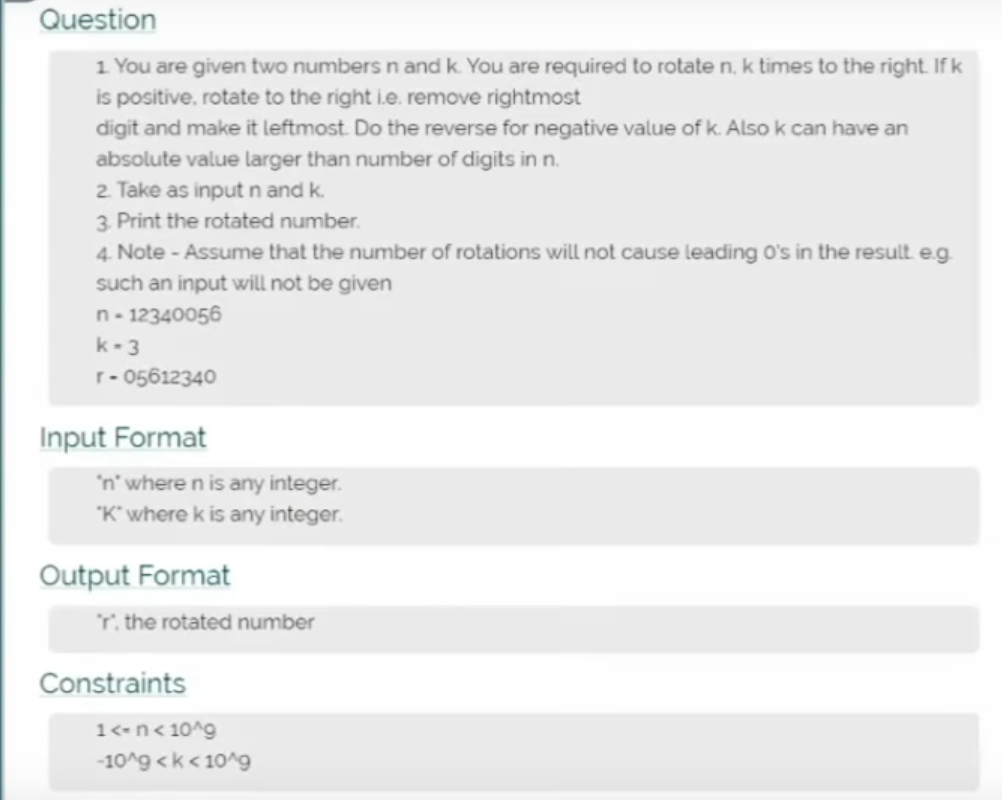 Question
1. You are given two numbers n and k. You are required to rotate n, k times to the right. If k
is positive, rotate to the right i.e. remove rightmost
digit and make it leftmost. Do the reverse for negative value of k. Also k can have an
absolute value larger than number of digits in n.
2. Take as input n and k.
3. Print the rotated number.
4. Note - Assume that the number of rotations will not cause leading 0's in the result. e.g.
such an input will not be given
n = 12340056
k = 3
r = 05612340
Input Format
"n" where n is any integer.
"K" where k is any integer.
Output Format
"r", the rotated number
Constraints
1 <= n < 10^9
-10^9 < k < 10^9